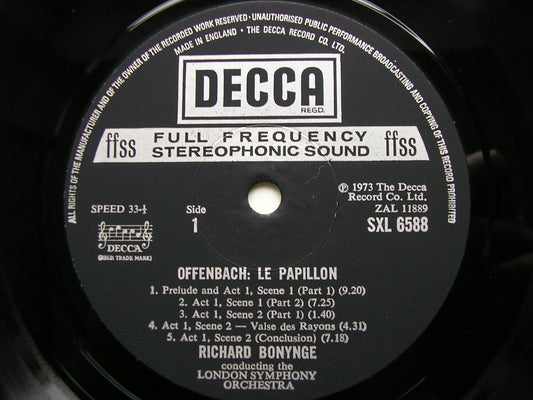 ALL RIGHTS OF THE MANUFACTURER AND OF THE OWNER OF THE RECORDED WORK RESERVED · UNAUTHORISED PUBLIC PERFORMANCE BROADCASTING AND COPYING OF THIS RECORD PROHIBITED
MADE IN ENGLAND · THE DECCA RECORD CO. LTD.
DECCA
REGD.
ffss FULL FREQUENCY ffss
STEREOPHONIC SOUND
℗ 1973 The Decca
Record Co. Ltd.
ZAL 11889
SPEED 33-⅓ Side SXL 6588
1
DECCA
(REGD TRADE MARK)
OFFENBACH: LE PAPILLON
1. Prelude and Act 1, Scene 1 (Part 1) (9.20)
2. Act 1, Scene 1 (Part 2) (7.25)
3. Act 1, Scene 2 (Part 1) (1.40)
4. Act 1, Scene 2 — Valse des Rayons (4.31)
5. Act 1, Scene 2 (Conclusion) (7.18)
RICHARD BONYNGE
conducting the
LONDON SYMPHONY
ORCHESTRA